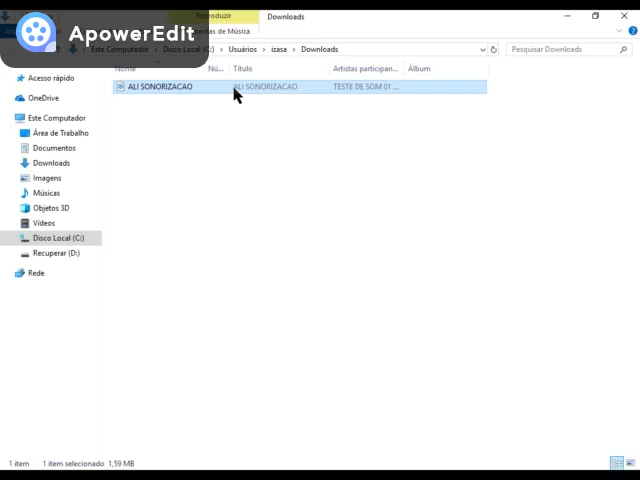 Reproduzir
Downloads
ApowerEdit
entas de Música
Este Computador > Disco Local (C:) > Usuários > izasa > Downloads
Pesquisar Downloads
Nome Nú... Título Artistas participan... Álbum
ALI SONORIZACAO ALI SONORIZACAO TESTE DE SOM 01 ...
Acesso rápido
OneDrive
Este Computador
Área de Trabalho
Documentos
Downloads
Imagens
Músicas
Objetos 3D
Vídeos
Disco Local (C:)
Recuperar (D:)
Rede
1 item 1 item selecionado 1,59 MB